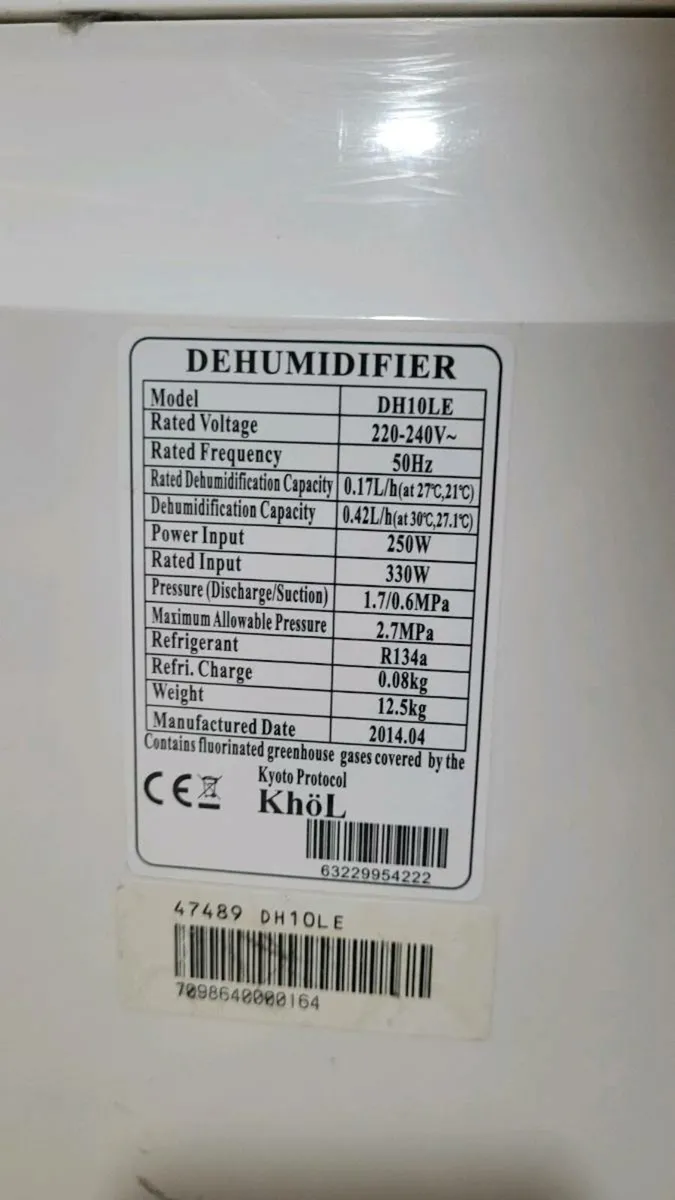 DEHUMIDIFIER
Model DH10LE
Rated Voltage 220-240V~
Rated Frequency 50Hz
Rated Dehumidification Capacity 0.17L/h(at 27℃,21℃)
Dehumidification Capacity 0.42L/h(at 30℃,27.1℃)
Power Input 250W
Rated Input 330W
Pressure (Discharge/Suction) 1.7/0.6MPa
Maximum Allowable Pressure 2.7MPa
Refrigerant R134a
Refri. Charge 0.08kg
Weight 12.5kg
Manufactured Date 2014.04
Contains fluorinated greenhouse gases covered by the
Kyoto Protocol
CE KhöL
63229954222
47489 DH10LE
7098640000164